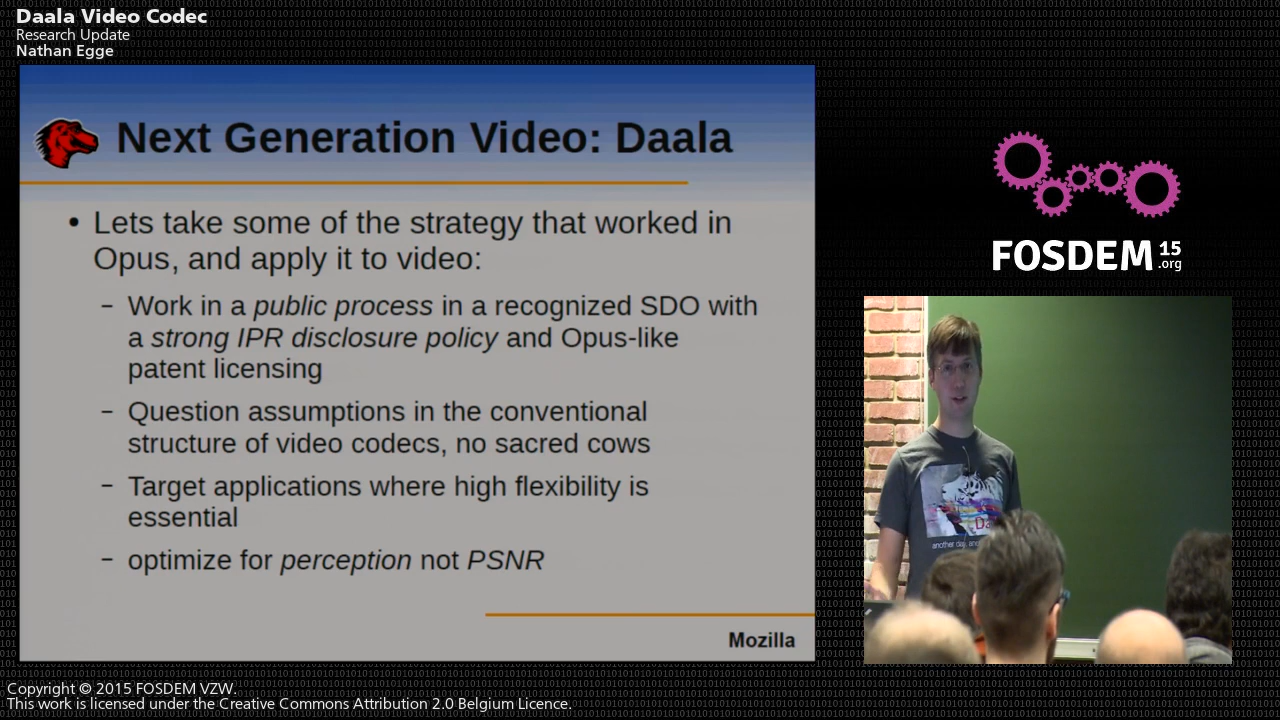 Daala Video Codec
Research Update
Nathan Egge
Next Generation Video: Daala
• Lets take some of the strategy that worked in
Opus, and apply it to video:
– Work in a public process in a recognized SDO with
a strong IPR disclosure policy and Opus-like
patent licensing
– Question assumptions in the conventional
structure of video codecs, no sacred cows
– Target applications where high flexibility is
essential
– optimize for perception not PSNR
Mozilla
FOSDEM 15
.org
another day, ano
Copyright © 2015 FOSDEM VZW.
This work is licensed under the Creative Commons Attribution 2.0 Belgium Licence.